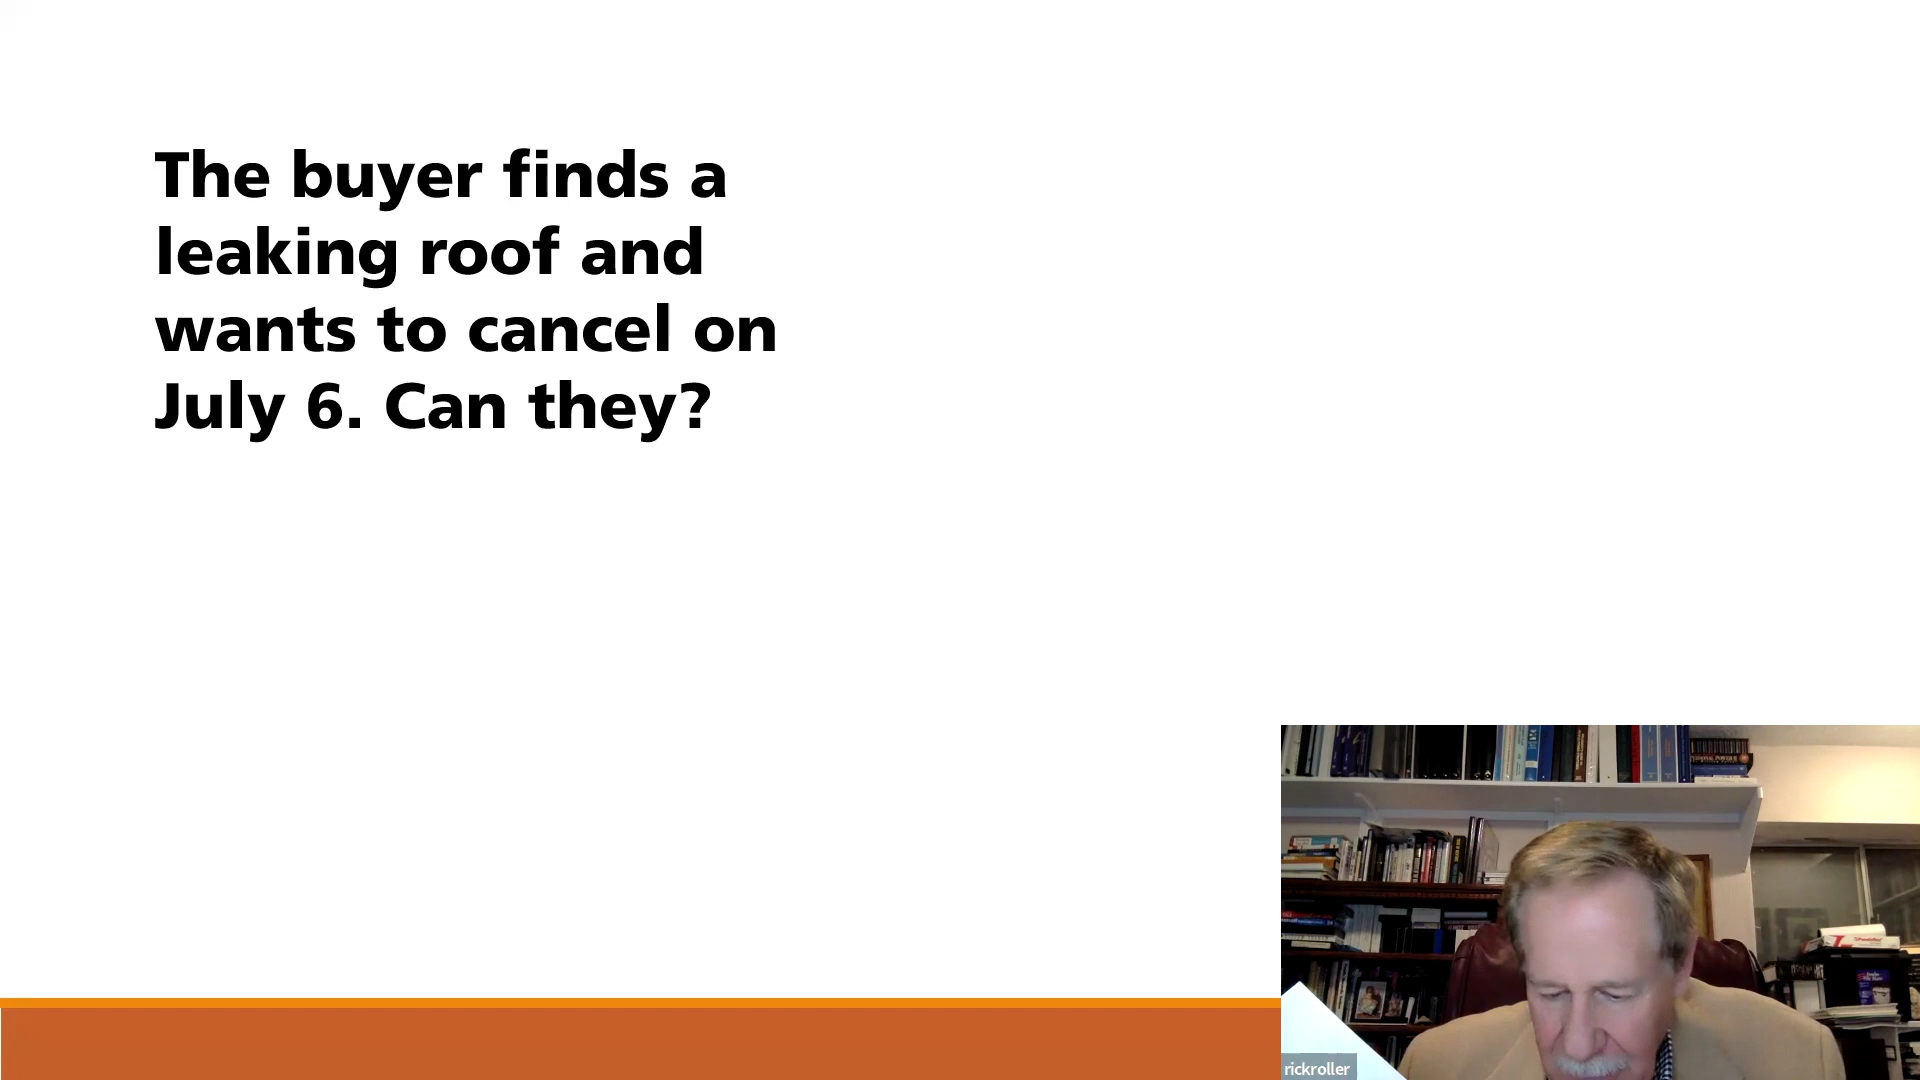 The buyer finds a
leaking roof and
wants to cancel on
July 6. Can they?
rickroller